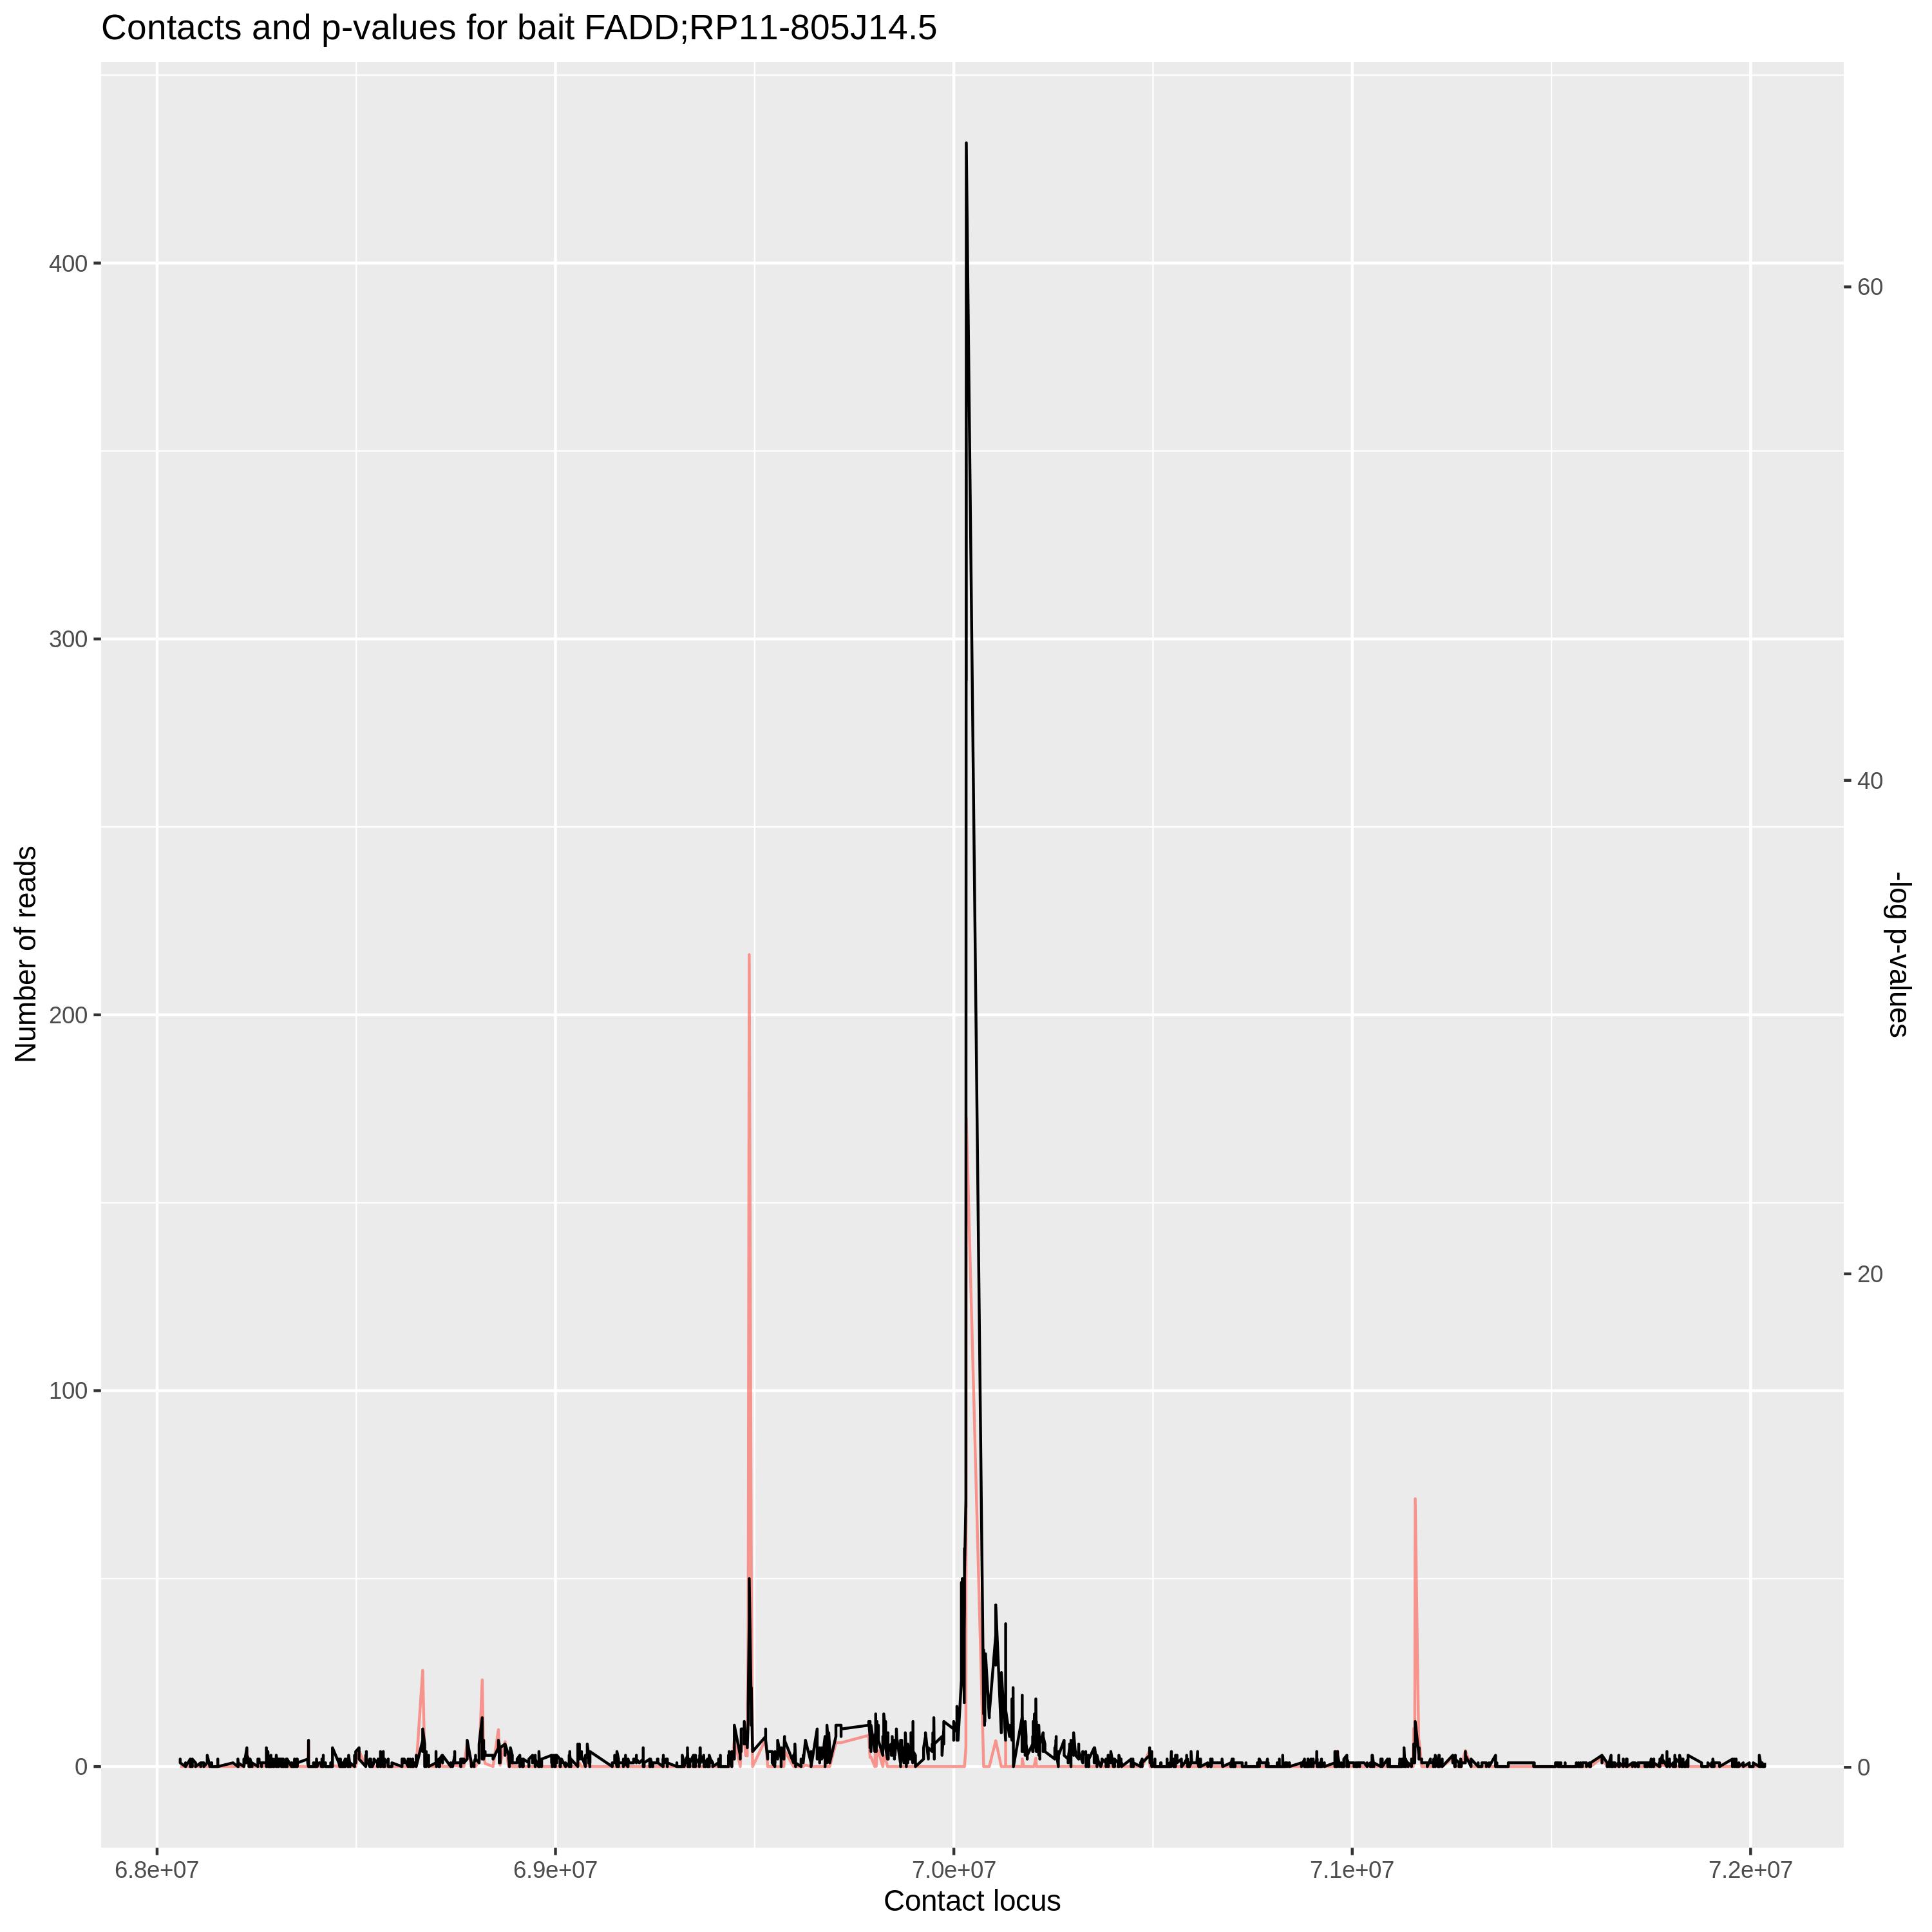 Contacts and p-values for bait FADD;RP11-805J14.5
400
300
200
100
0
Number of reads
60
40
20
0
-log p-values
6.8e+07
6.9e+07
7.0e+07
7.1e+07
7.2e+07
Contact locus